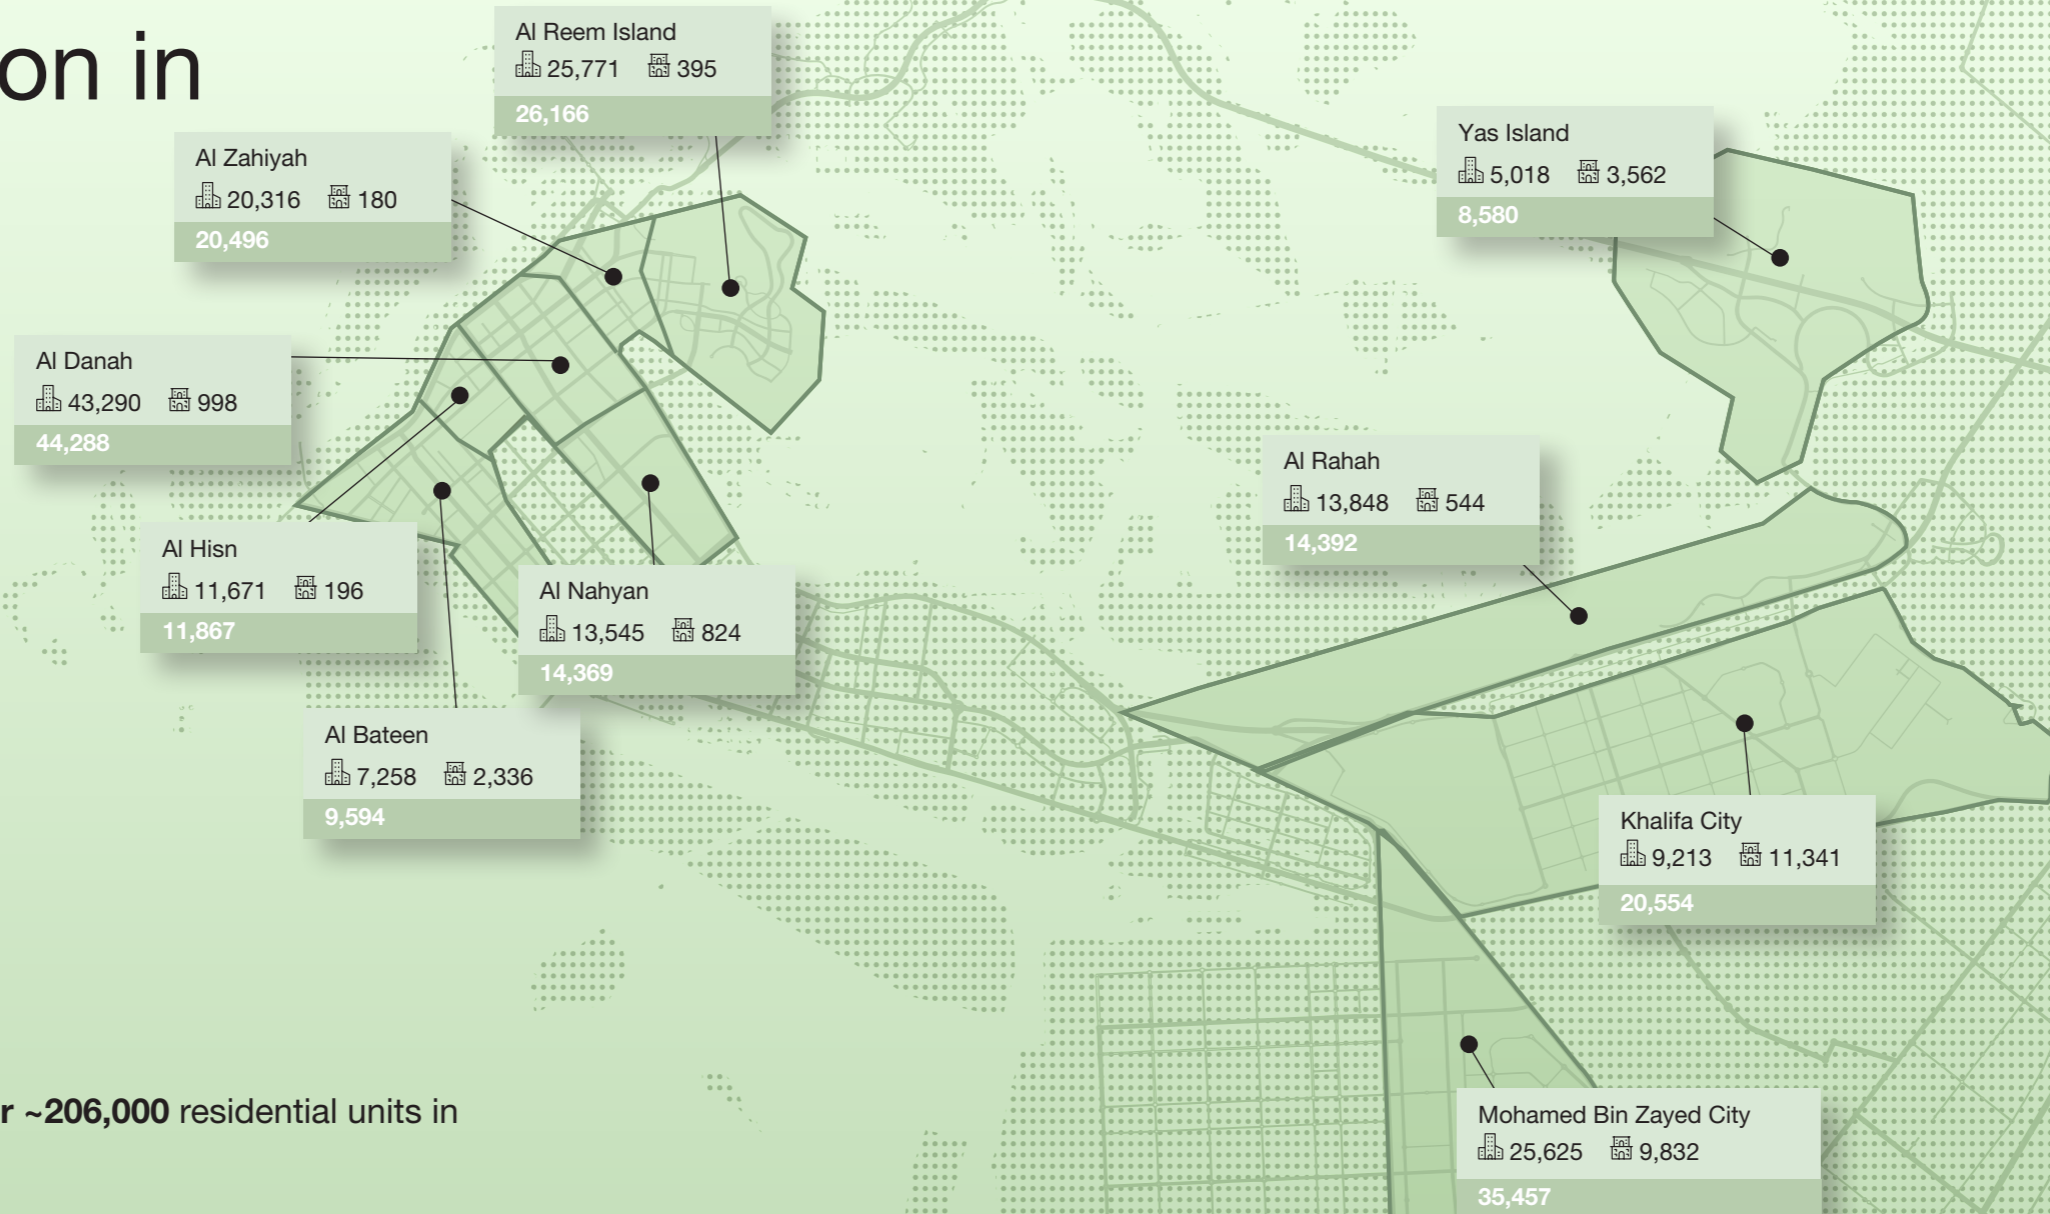 on in
Al Reem Island
25,771 395
26,166
Al Zahiyah
20,316 180
20,496
Yas Island
5,018 3,562
8,580
Al Danah
43,290 998
44,288
Al Rahah
13,848 544
14,392
Al Hisn
11,671 196
11,867
Al Nahyan
13,545 824
14,369
Al Bateen
7,258 2,336
9,594
Khalifa City
9,213 11,341
20,554
r ~206,000 residential units in
Mohamed Bin Zayed City
25,625 9,832
35,457